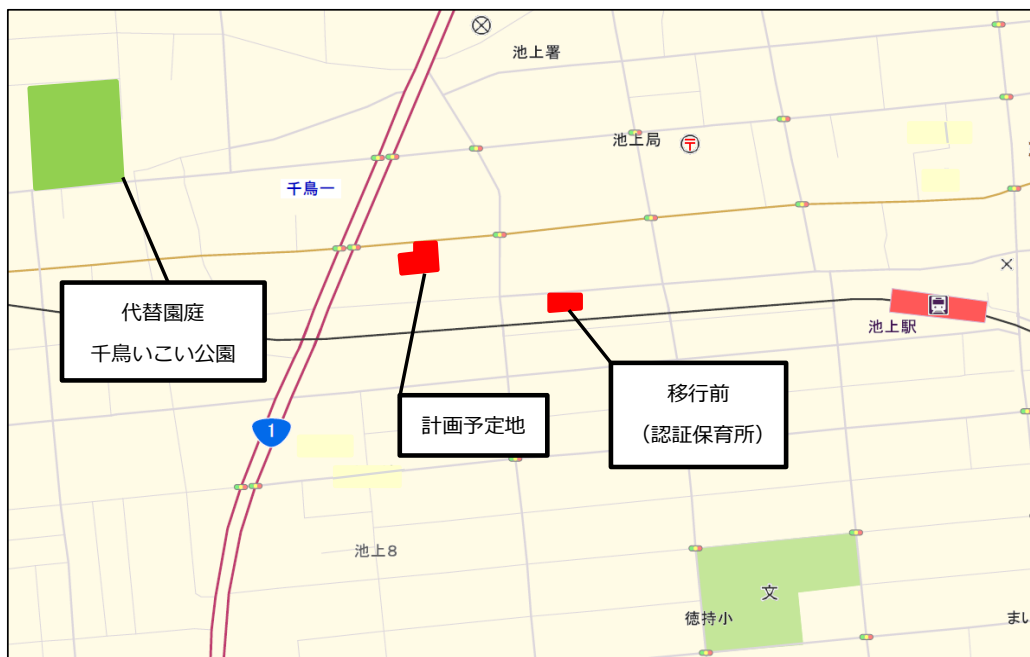 池上署
池上局
千鳥一
代替園庭
千鳥いこい公園
池上駅
計画予定地
移行前
（認証保育所）
1
池上8
文
徳持小
まい